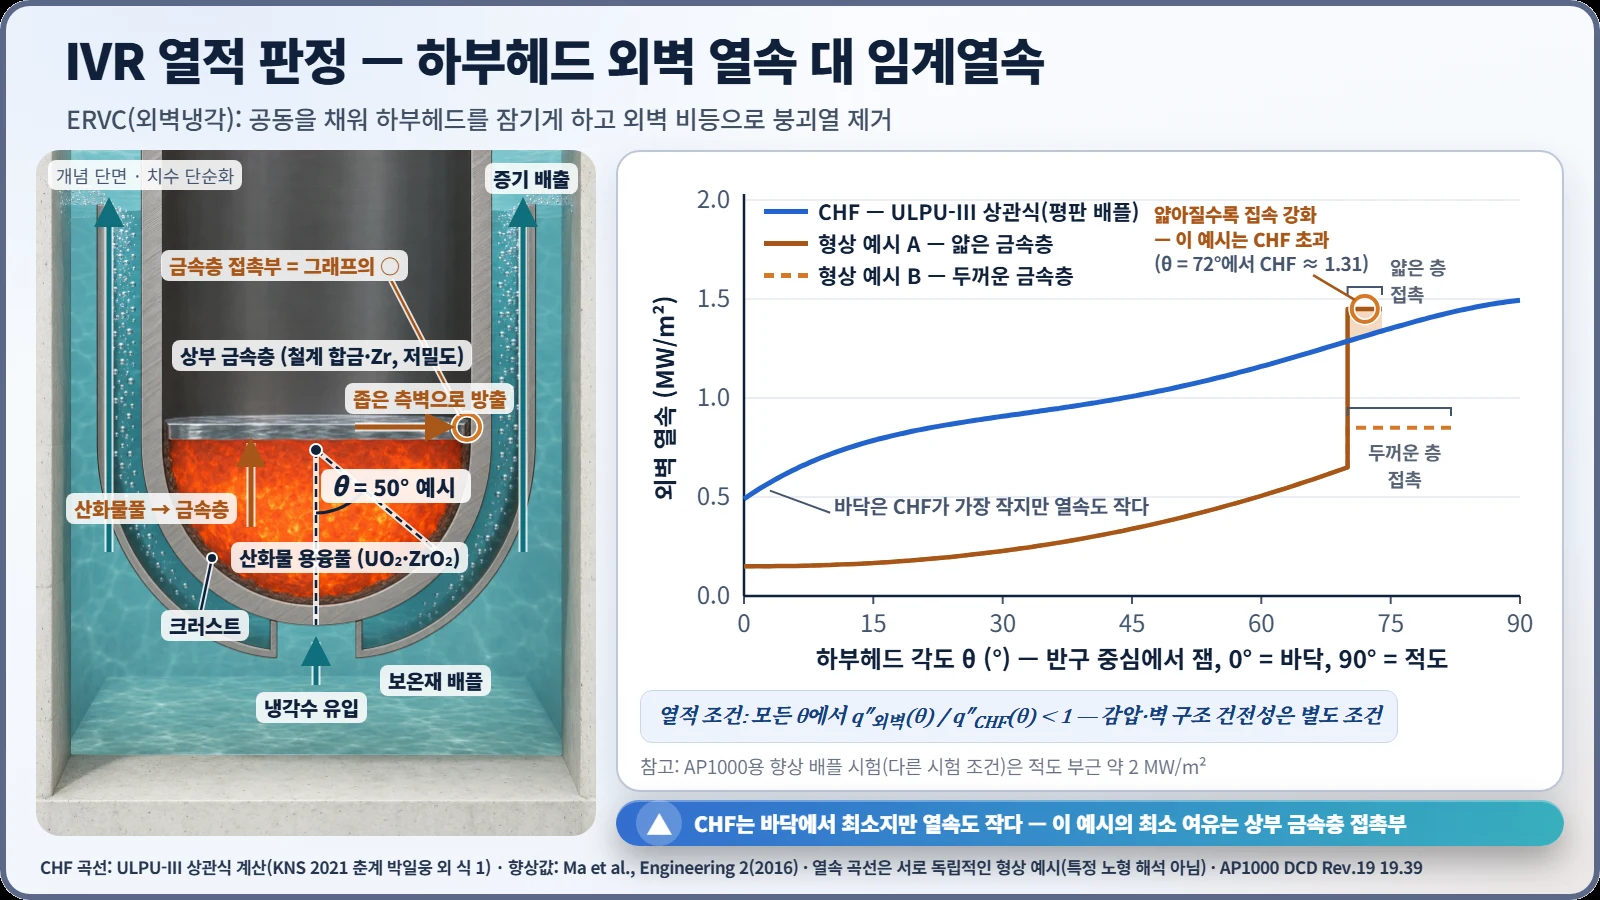 IVR 열적 판정 — 하부헤드 외벽 열속 대 임계열속
ERVC(외벽냉각): 공동을 채워 하부헤드를 잠기게 하고 외벽 비등으로 붕괴열 제거
개념 단면 · 치수 단순화
증기 배출
금속층 접촉부 = 그래프의 ○
상부 금속층 (철계 합금·Zr, 저밀도)
좁은 측벽으로 방출
θ = 50° 예시
산화물풀 → 금속층
산화물 용융풀 (UO₂·ZrO₂)
크러스트
보온재 배플
냉각수 유입
CHF — ULPU-III 상관식(평판 배플)
형상 예시 A — 얇은 금속층
형상 예시 B — 두꺼운 금속층
얇아질수록 집속 강화
— 이 예시는 CHF 초과
(θ = 72°에서 CHF ≈ 1.31)
얇은 층
접촉
두꺼운 층
접촉
바닥은 CHF가 가장 작지만 열속도 작다
외벽 열속 (MW/m²)
2.0
1.5
1.0
0.5
0.0
0 15 30 45 60 75 90
하부헤드 각도 θ (°) — 반구 중심에서 잼, 0° = 바닥, 90° = 적도
열적 조건: 모든 θ에서 q″외벽(θ) / q″CHF(θ) < 1 — 감압·벽 구조 건전성은 별도 조건
참고: AP1000용 향상 배플 시험(다른 시험 조건)은 적도 부근 약 2 MW/m²
CHF는 바닥에서 최소지만 열속도 작다 — 이 예시의 최소 여유는 상부 금속층 접촉부
CHF 곡선: ULPU-III 상관식 계산(KNS 2021 춘계 박일웅 외 식 1) · 향상값: Ma et al., Engineering 2(2016) · 열속 곡선은 서로 독립적인 형상 예시(특정 노형 해석 아님) · AP1000 DCD Rev.19 19.39